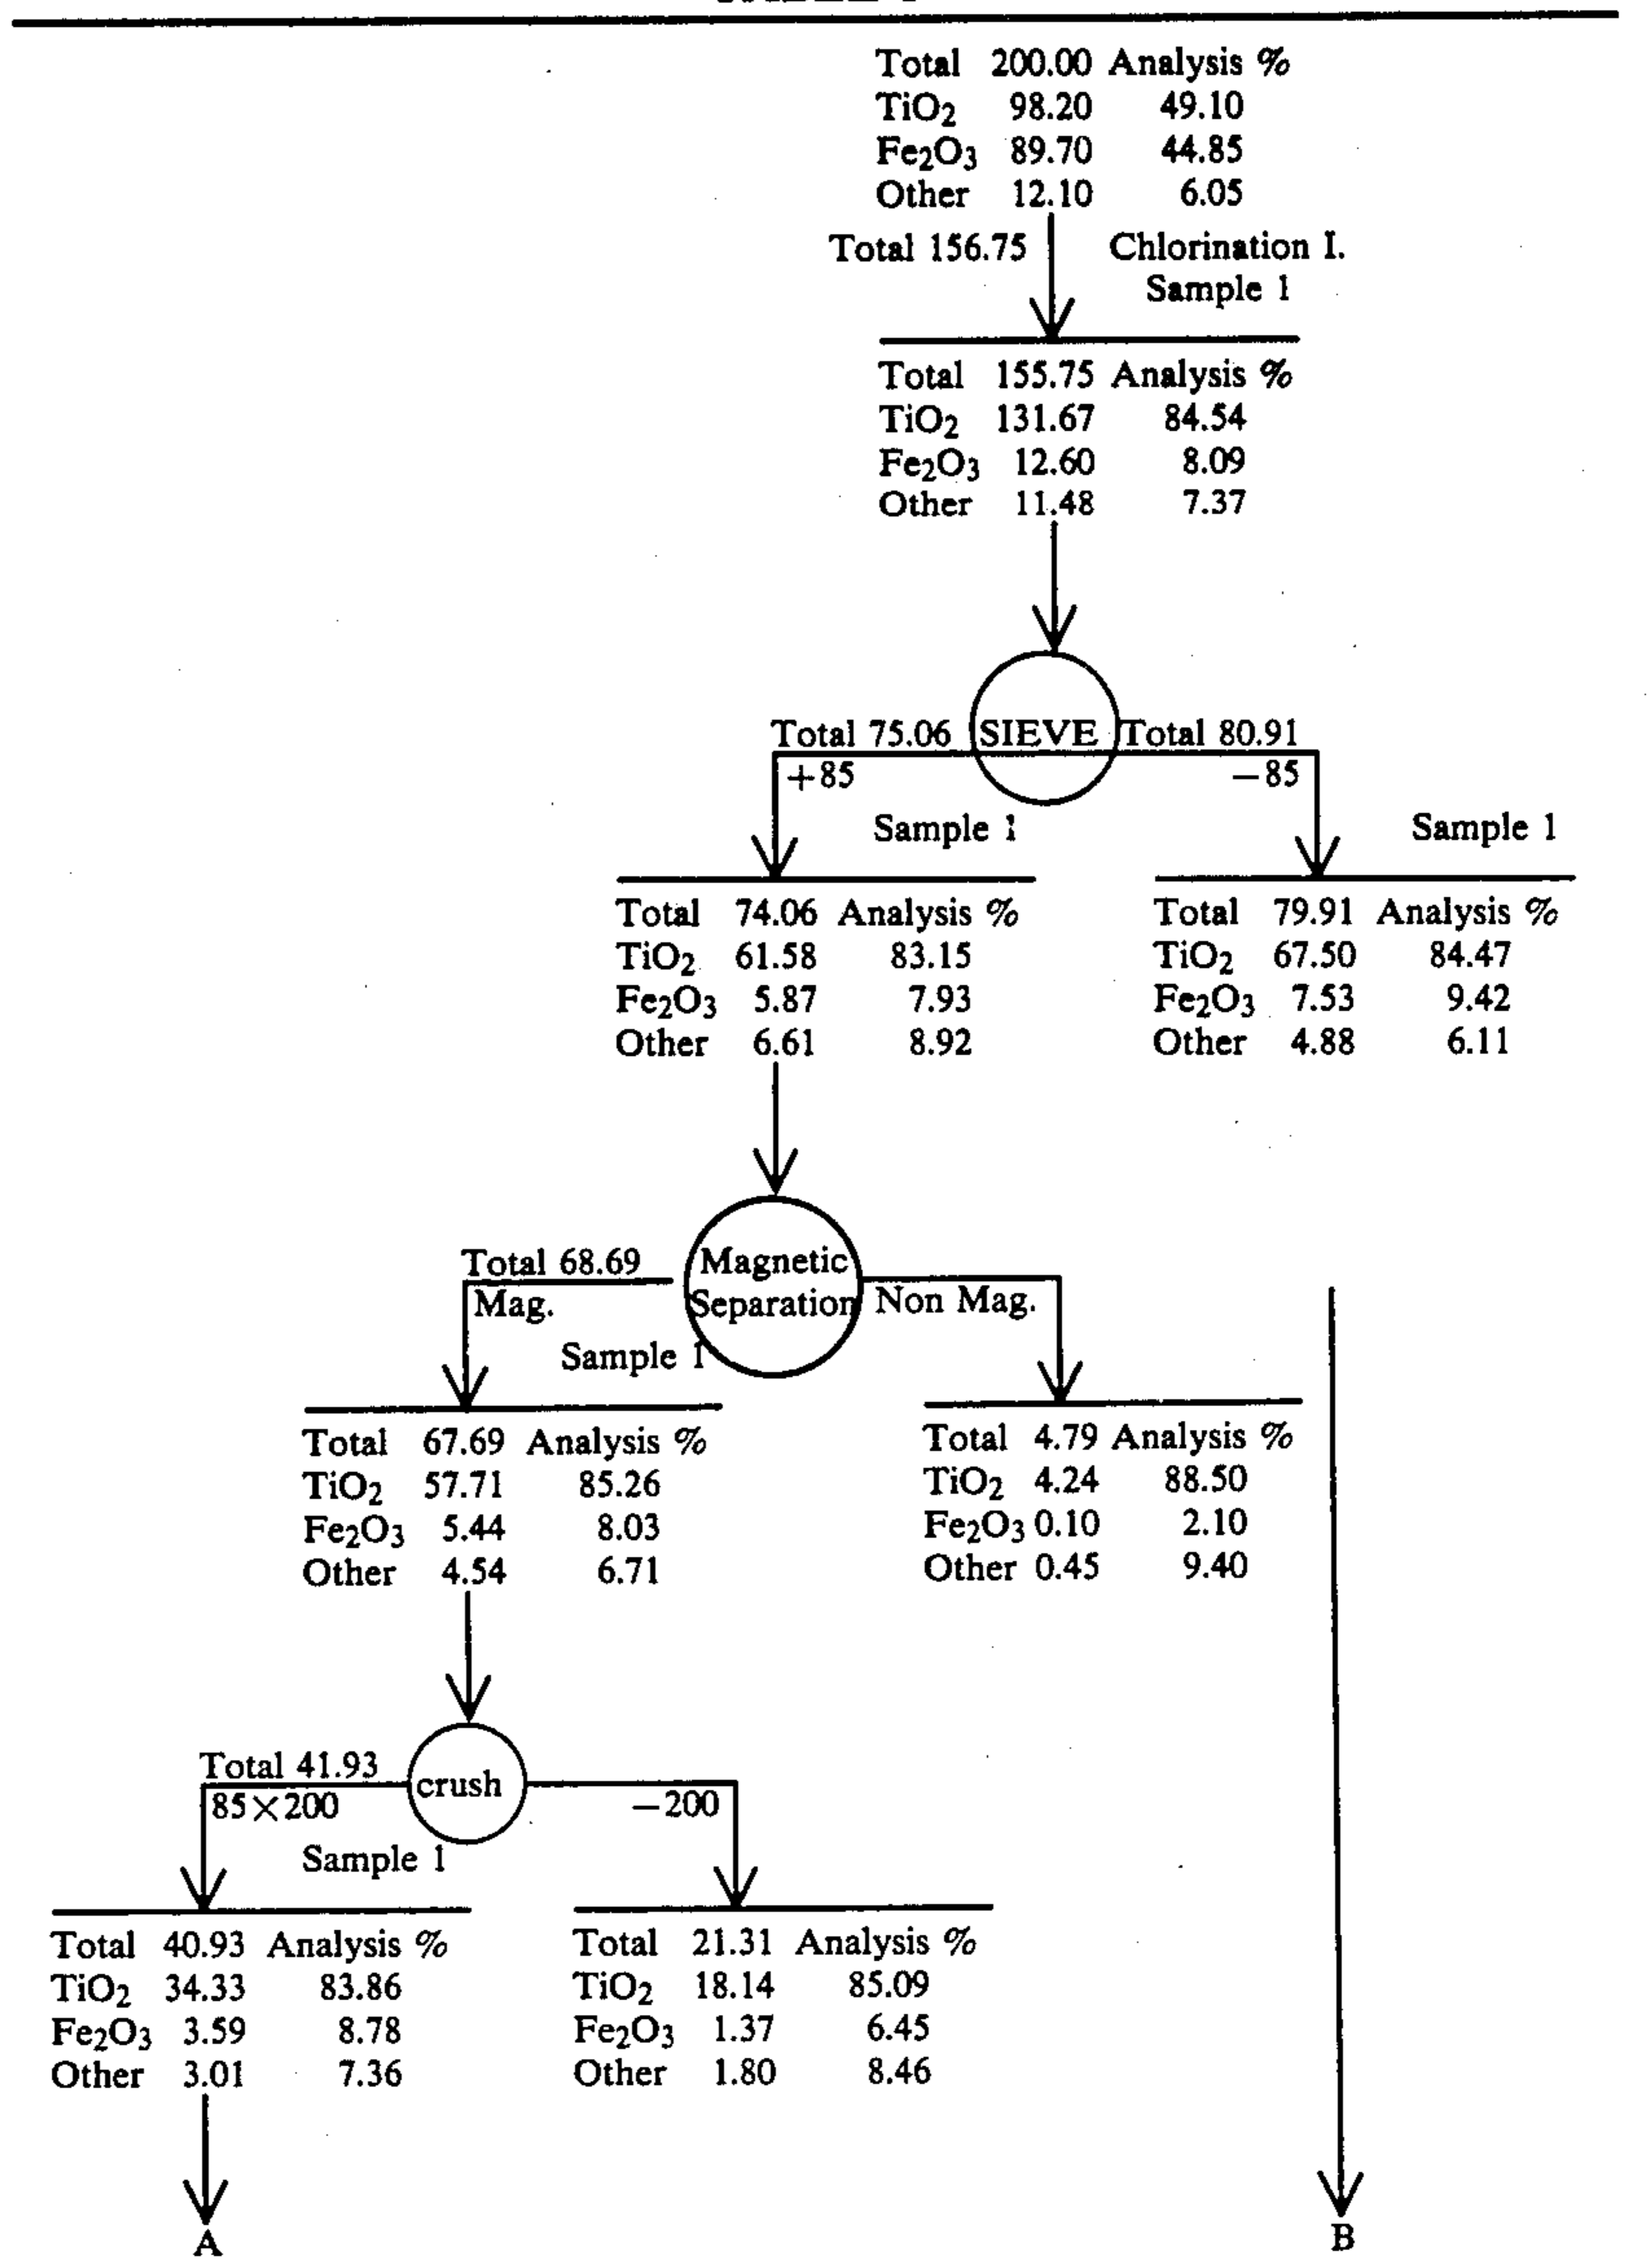 Total 200.00 Analysis %
TiO2 98.20 49.10
Fe2O3 89.70 44.85
Other 12.10 6.05
Total 156.75 Chlorination I.
Sample 1
Total 155.75 Analysis %
TiO2 131.67 84.54
Fe2O3 12.60 8.09
Other 11.48 7.37
Total 75.06 SIEVE Total 80.91
+85 −85
Sample 1 Sample 1
Total 74.06 Analysis % Total 79.91 Analysis %
TiO2 61.58 83.15 TiO2 67.50 84.47
Fe2O3 5.87 7.93 Fe2O3 7.53 9.42
Other 6.61 8.92 Other 4.88 6.11
Total 68.69 Magnetic
Mag. Separation Non Mag.
Sample 1
Total 67.69 Analysis % Total 4.79 Analysis %
TiO2 57.71 85.26 TiO2 4.24 88.50
Fe2O3 5.44 8.03 Fe2O3 0.10 2.10
Other 4.54 6.71 Other 0.45 9.40
Total 41.93 crush
85×200 −200
Sample 1
Total 40.93 Analysis % Total 21.31 Analysis %
TiO2 34.33 83.86 TiO2 18.14 85.09
Fe2O3 3.59 8.78 Fe2O3 1.37 6.45
Other 3.01 7.36 Other 1.80 8.46
A B